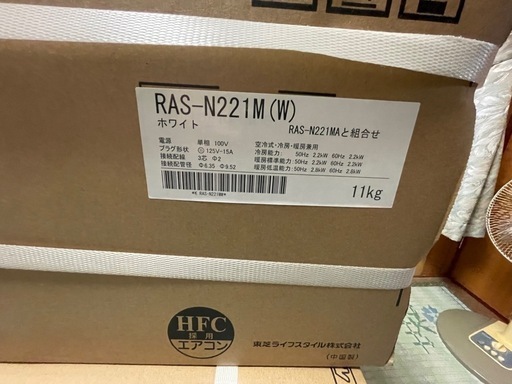 RAS-N221M(W)
ホワイト
RAS-N221MAと組合せ
電源 単相 100V
プラグ形状 125V-15A
接続配線 3芯 Φ2
接続配管径 Φ6.35 Φ9.52
空冷式・冷房・暖房兼用
冷房能力: 50Hz 2.2kW 60Hz 2.2kW
暖房標準能力: 50Hz 2.2kW 60Hz 2.2kW
暖房低温能力: 50Hz 2.8kW 60Hz 2.8kW
11kg
HFC
採用
エアコン
東芝ライフスタイル株式会社
(中国製)